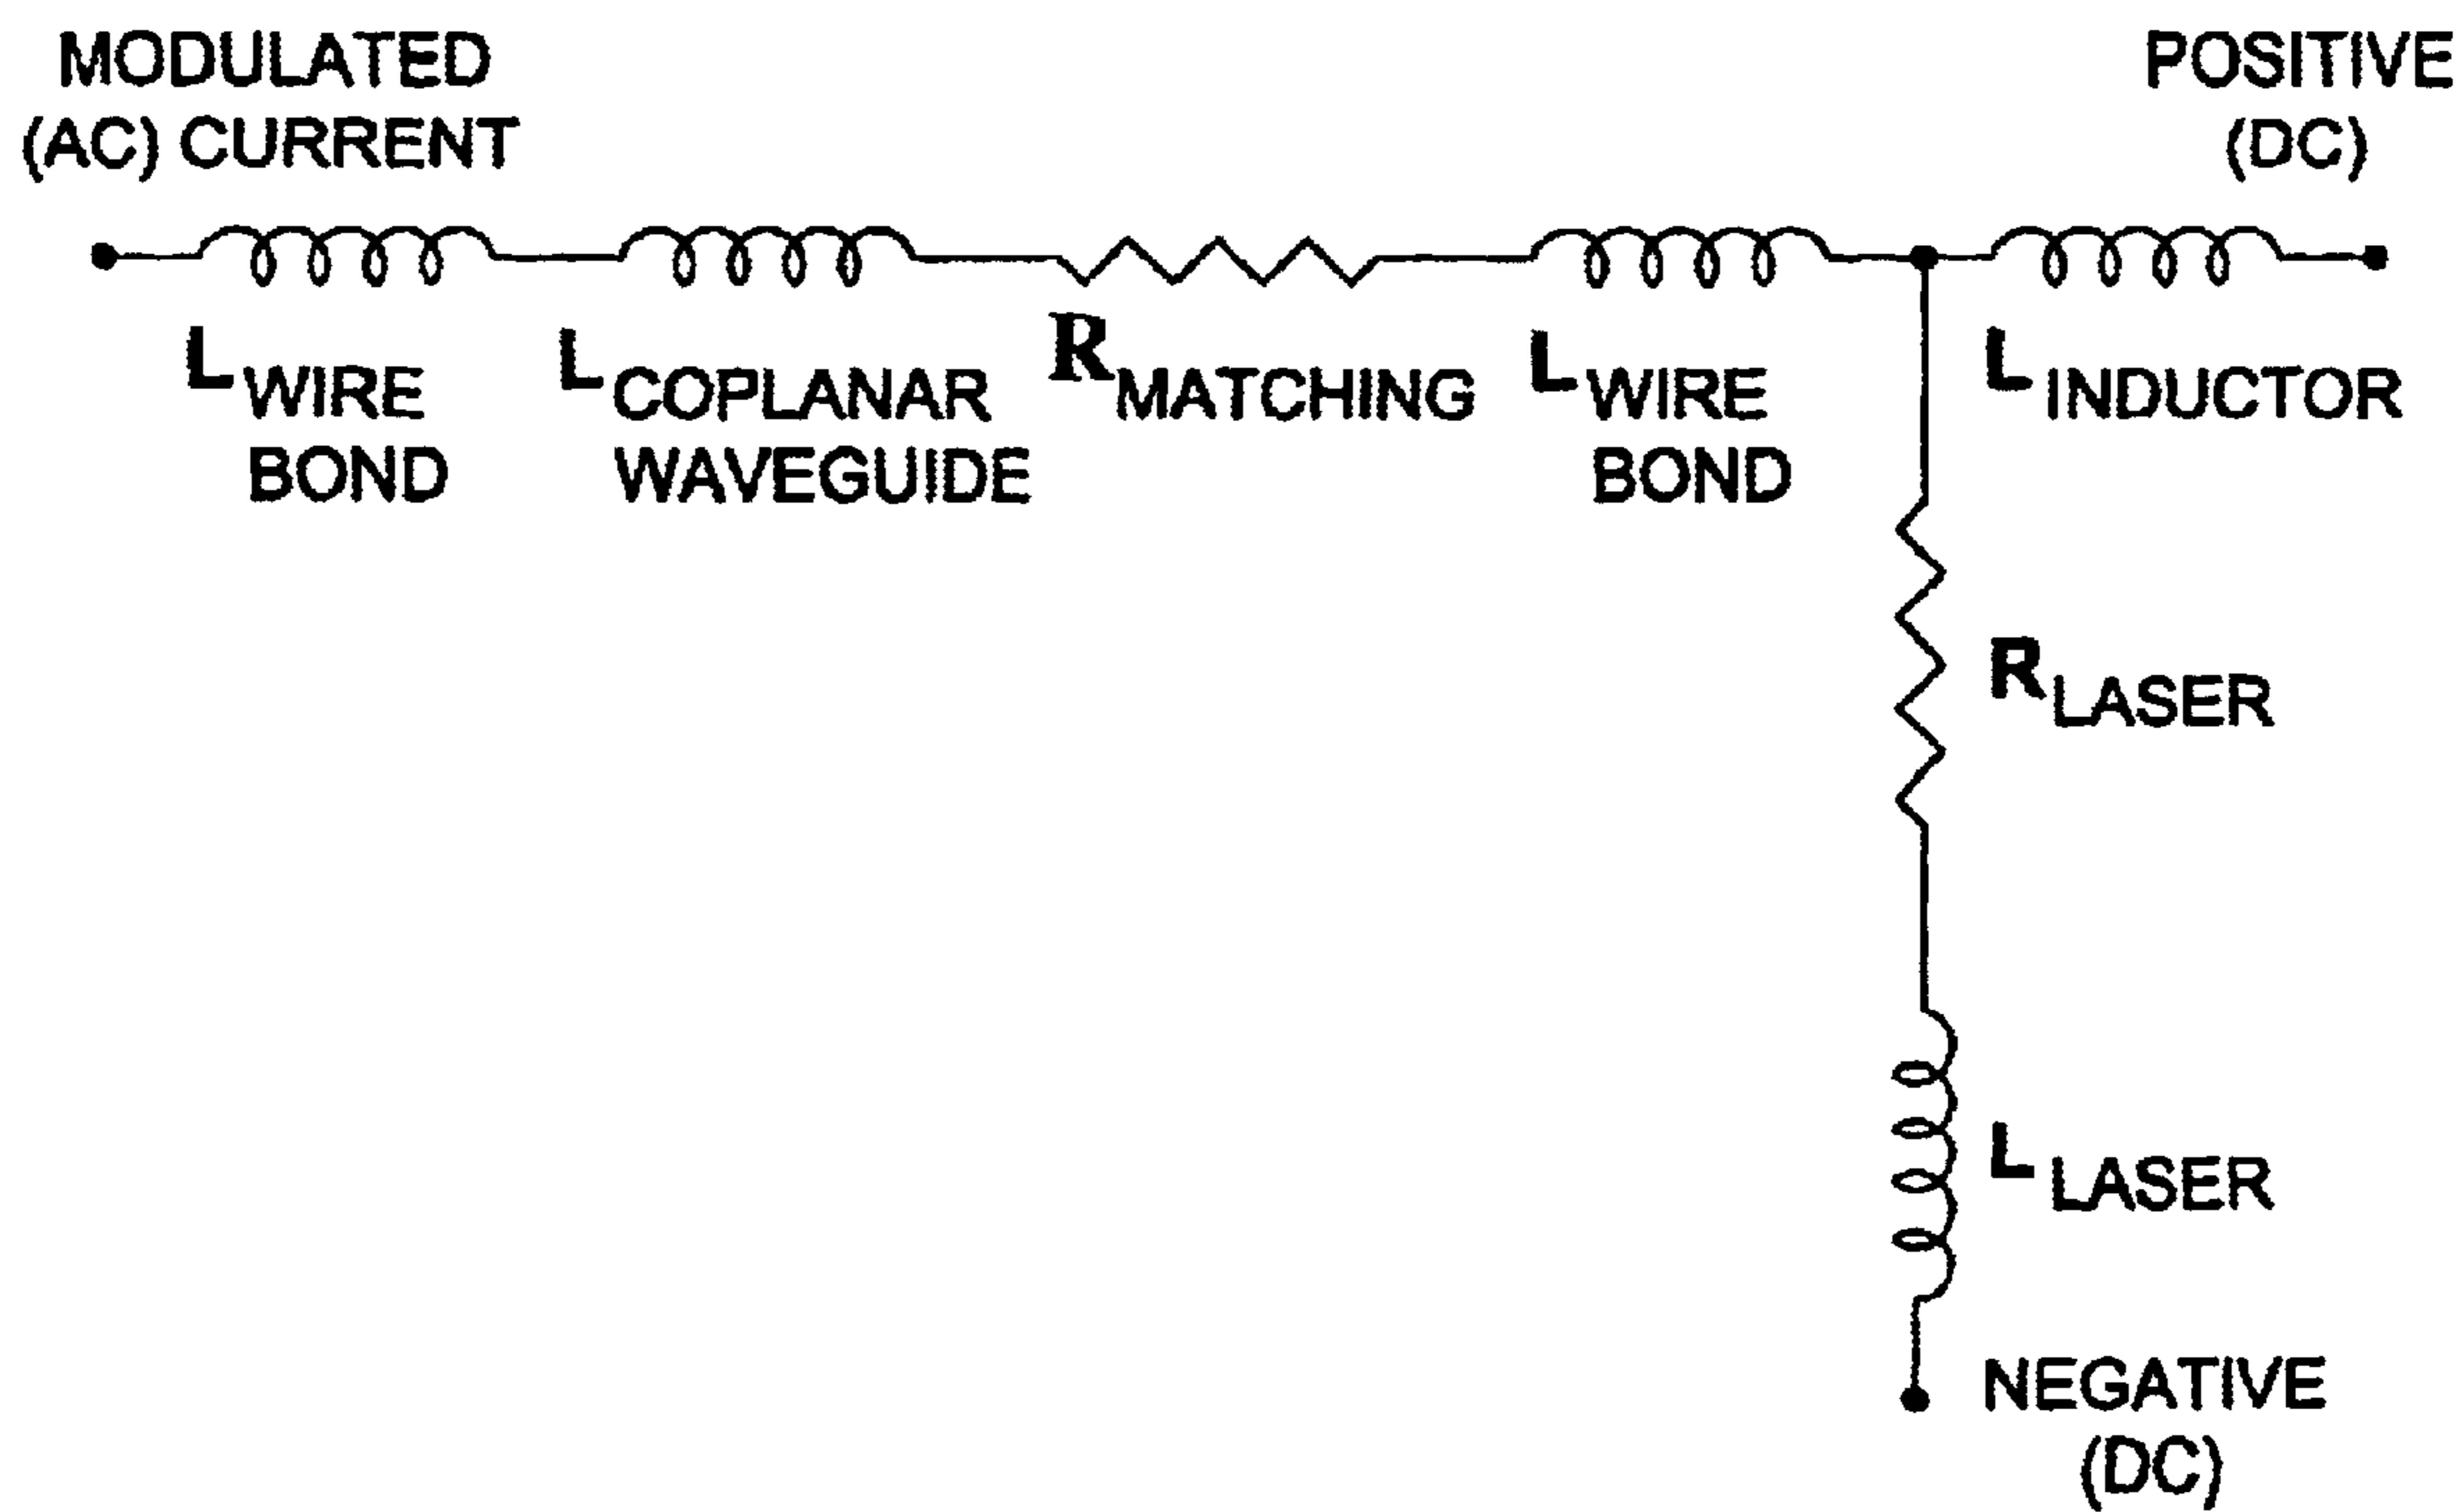 MODULATED
(AC) CURRENT
POSITIVE
(DC)
L WIRE
BOND
L COPLANAR
WAVEGUIDE
R MATCHING
L WIRE
BOND
L INDUCTOR
R LASER
L LASER
NEGATIVE
(DC)